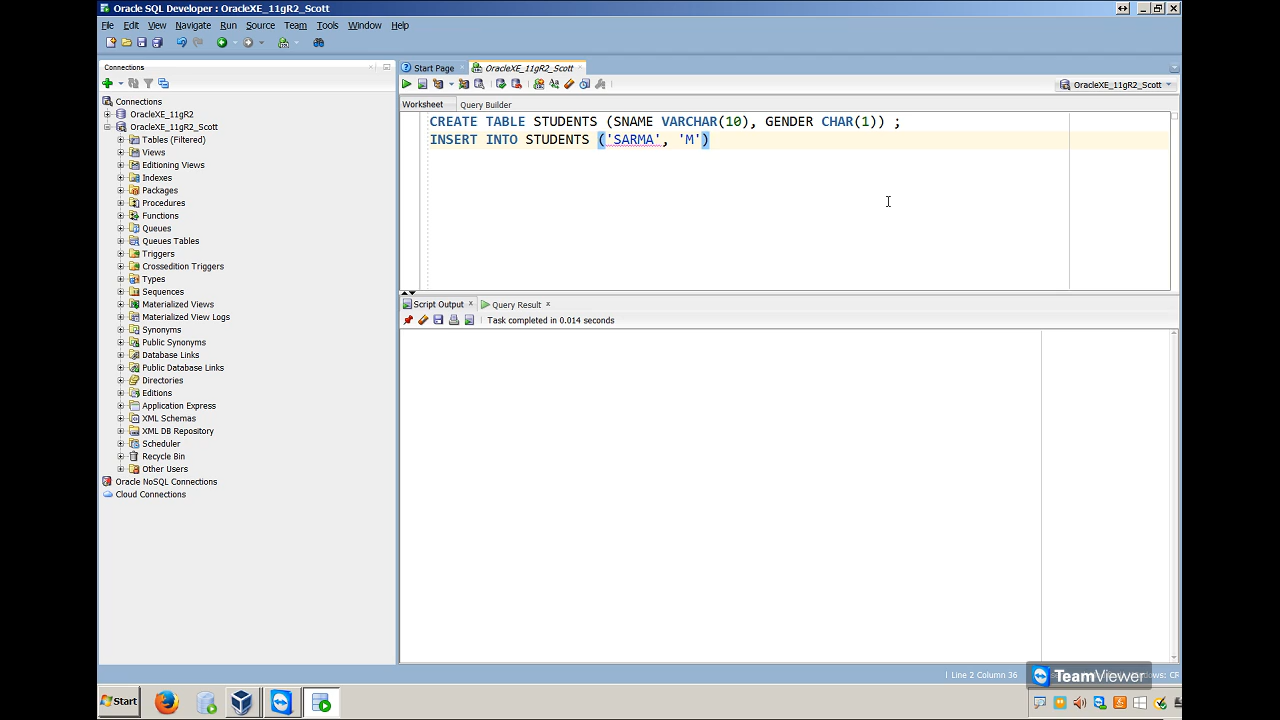 Oracle SQL Developer : OracleXE_11gR2_Scott
File Edit View Navigate Run Source Team Tools Window Help
Connections
Start Page
OracleXE_11gR2_Scott
OracleXE_11gR2_Scott
Worksheet Query Builder
Connections
OracleXE_11gR2
OracleXE_11gR2_Scott
Tables (Filtered)
Views
Editioning Views
Indexes
Packages
Procedures
Functions
Queues
Queues Tables
Triggers
Crossedition Triggers
Types
Sequences
Materialized Views
Materialized View Logs
Synonyms
Public Synonyms
Database Links
Public Database Links
Directories
Editions
Application Express
XML Schemas
XML DB Repository
Scheduler
Recycle Bin
Other Users
Oracle NoSQL Connections
Cloud Connections
CREATE TABLE STUDENTS (SNAME VARCHAR(10), GENDER CHAR(1)) ;
INSERT INTO STUDENTS ('SARMA', 'M')
Script Output Query Result
Task completed in 0.014 seconds
Line 2 Column 36
TeamViewer
Start